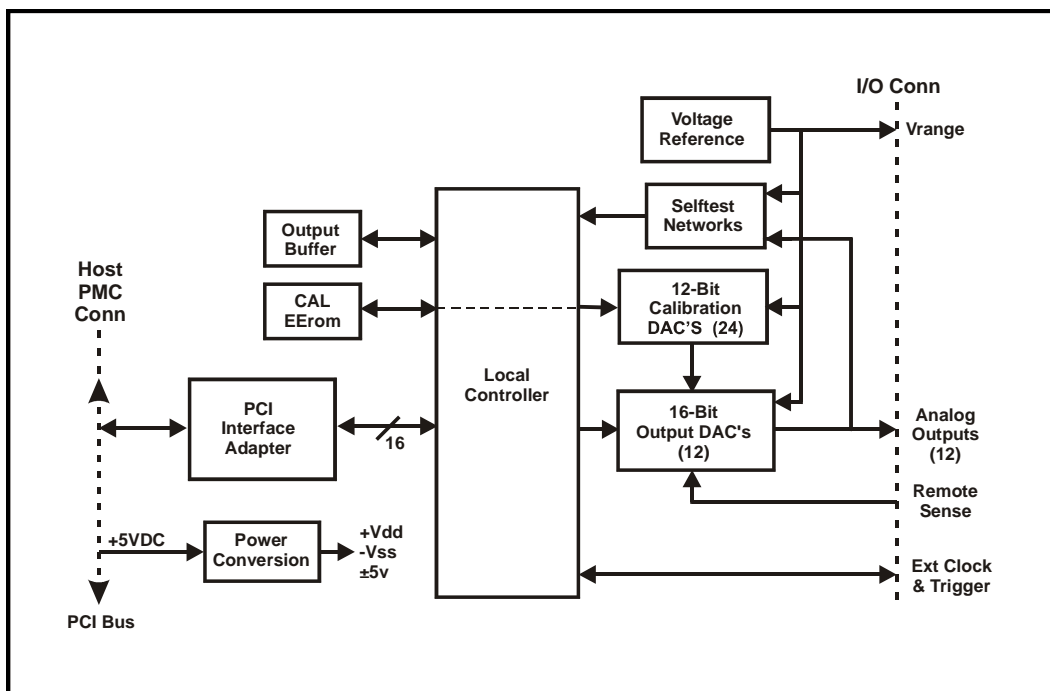 I/O Conn
Voltage
Reference
Vrange
Selftest
Networks
Output
Buffer
Host
PMC
Conn
12-Bit
Calibration
DAC'S (24)
CAL
EErom
Local
Controller
PCI
Interface
Adapter
16
16-Bit
Output DAC's
(12)
Analog
Outputs
(12)
Remote
Sense
+5VDC
Power
Conversion
+Vdd
-Vss
±5v
Ext Clock
& Trigger
PCI Bus